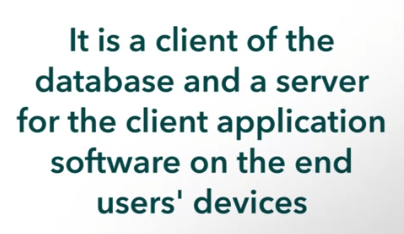 It is a client of the
database and a server
for the client application
software on the end
users' devices